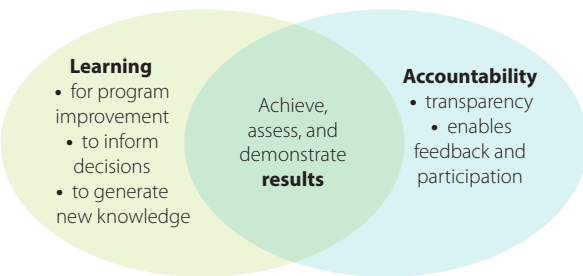 Learning
• for program
improvement
• to inform
decisions
• to generate
new knowledge
Achieve,
assess, and
demonstrate
results
Accountability
• transparency
• enables
feedback and
participation